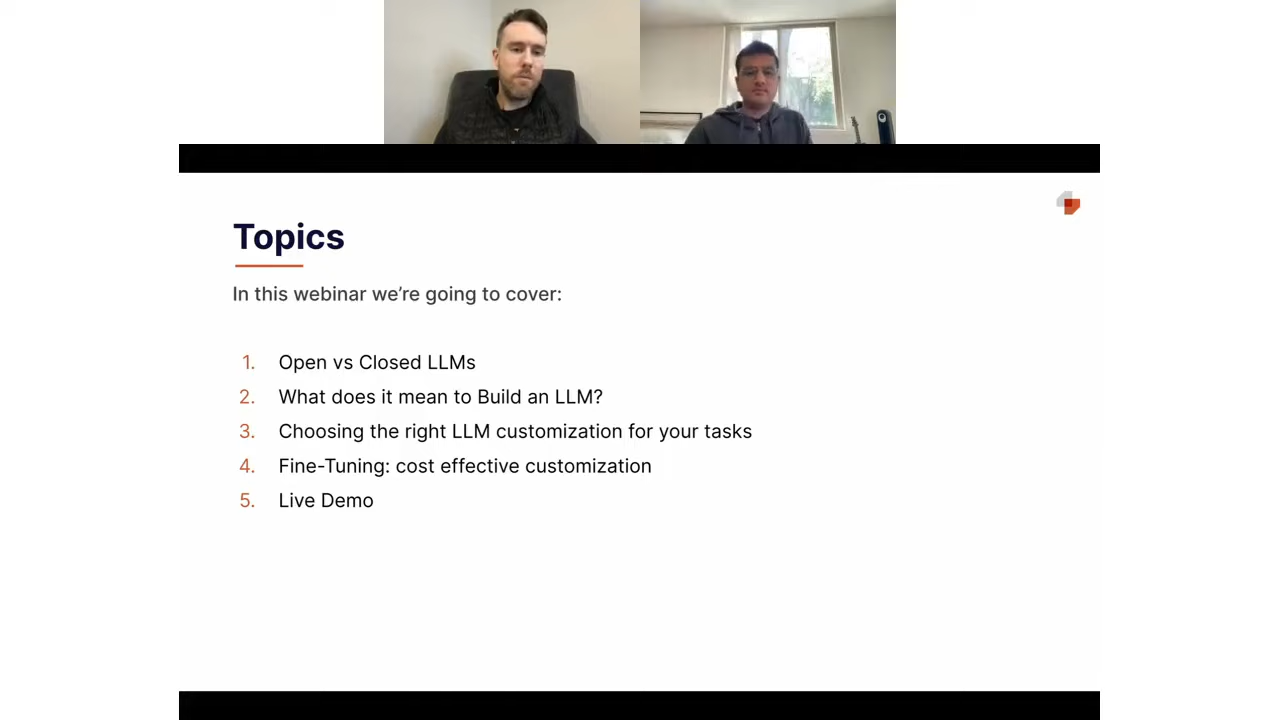 Topics
In this webinar we’re going to cover:
1. Open vs Closed LLMs
2. What does it mean to Build an LLM?
3. Choosing the right LLM customization for your tasks
4. Fine-Tuning: cost effective customization
5. Live Demo